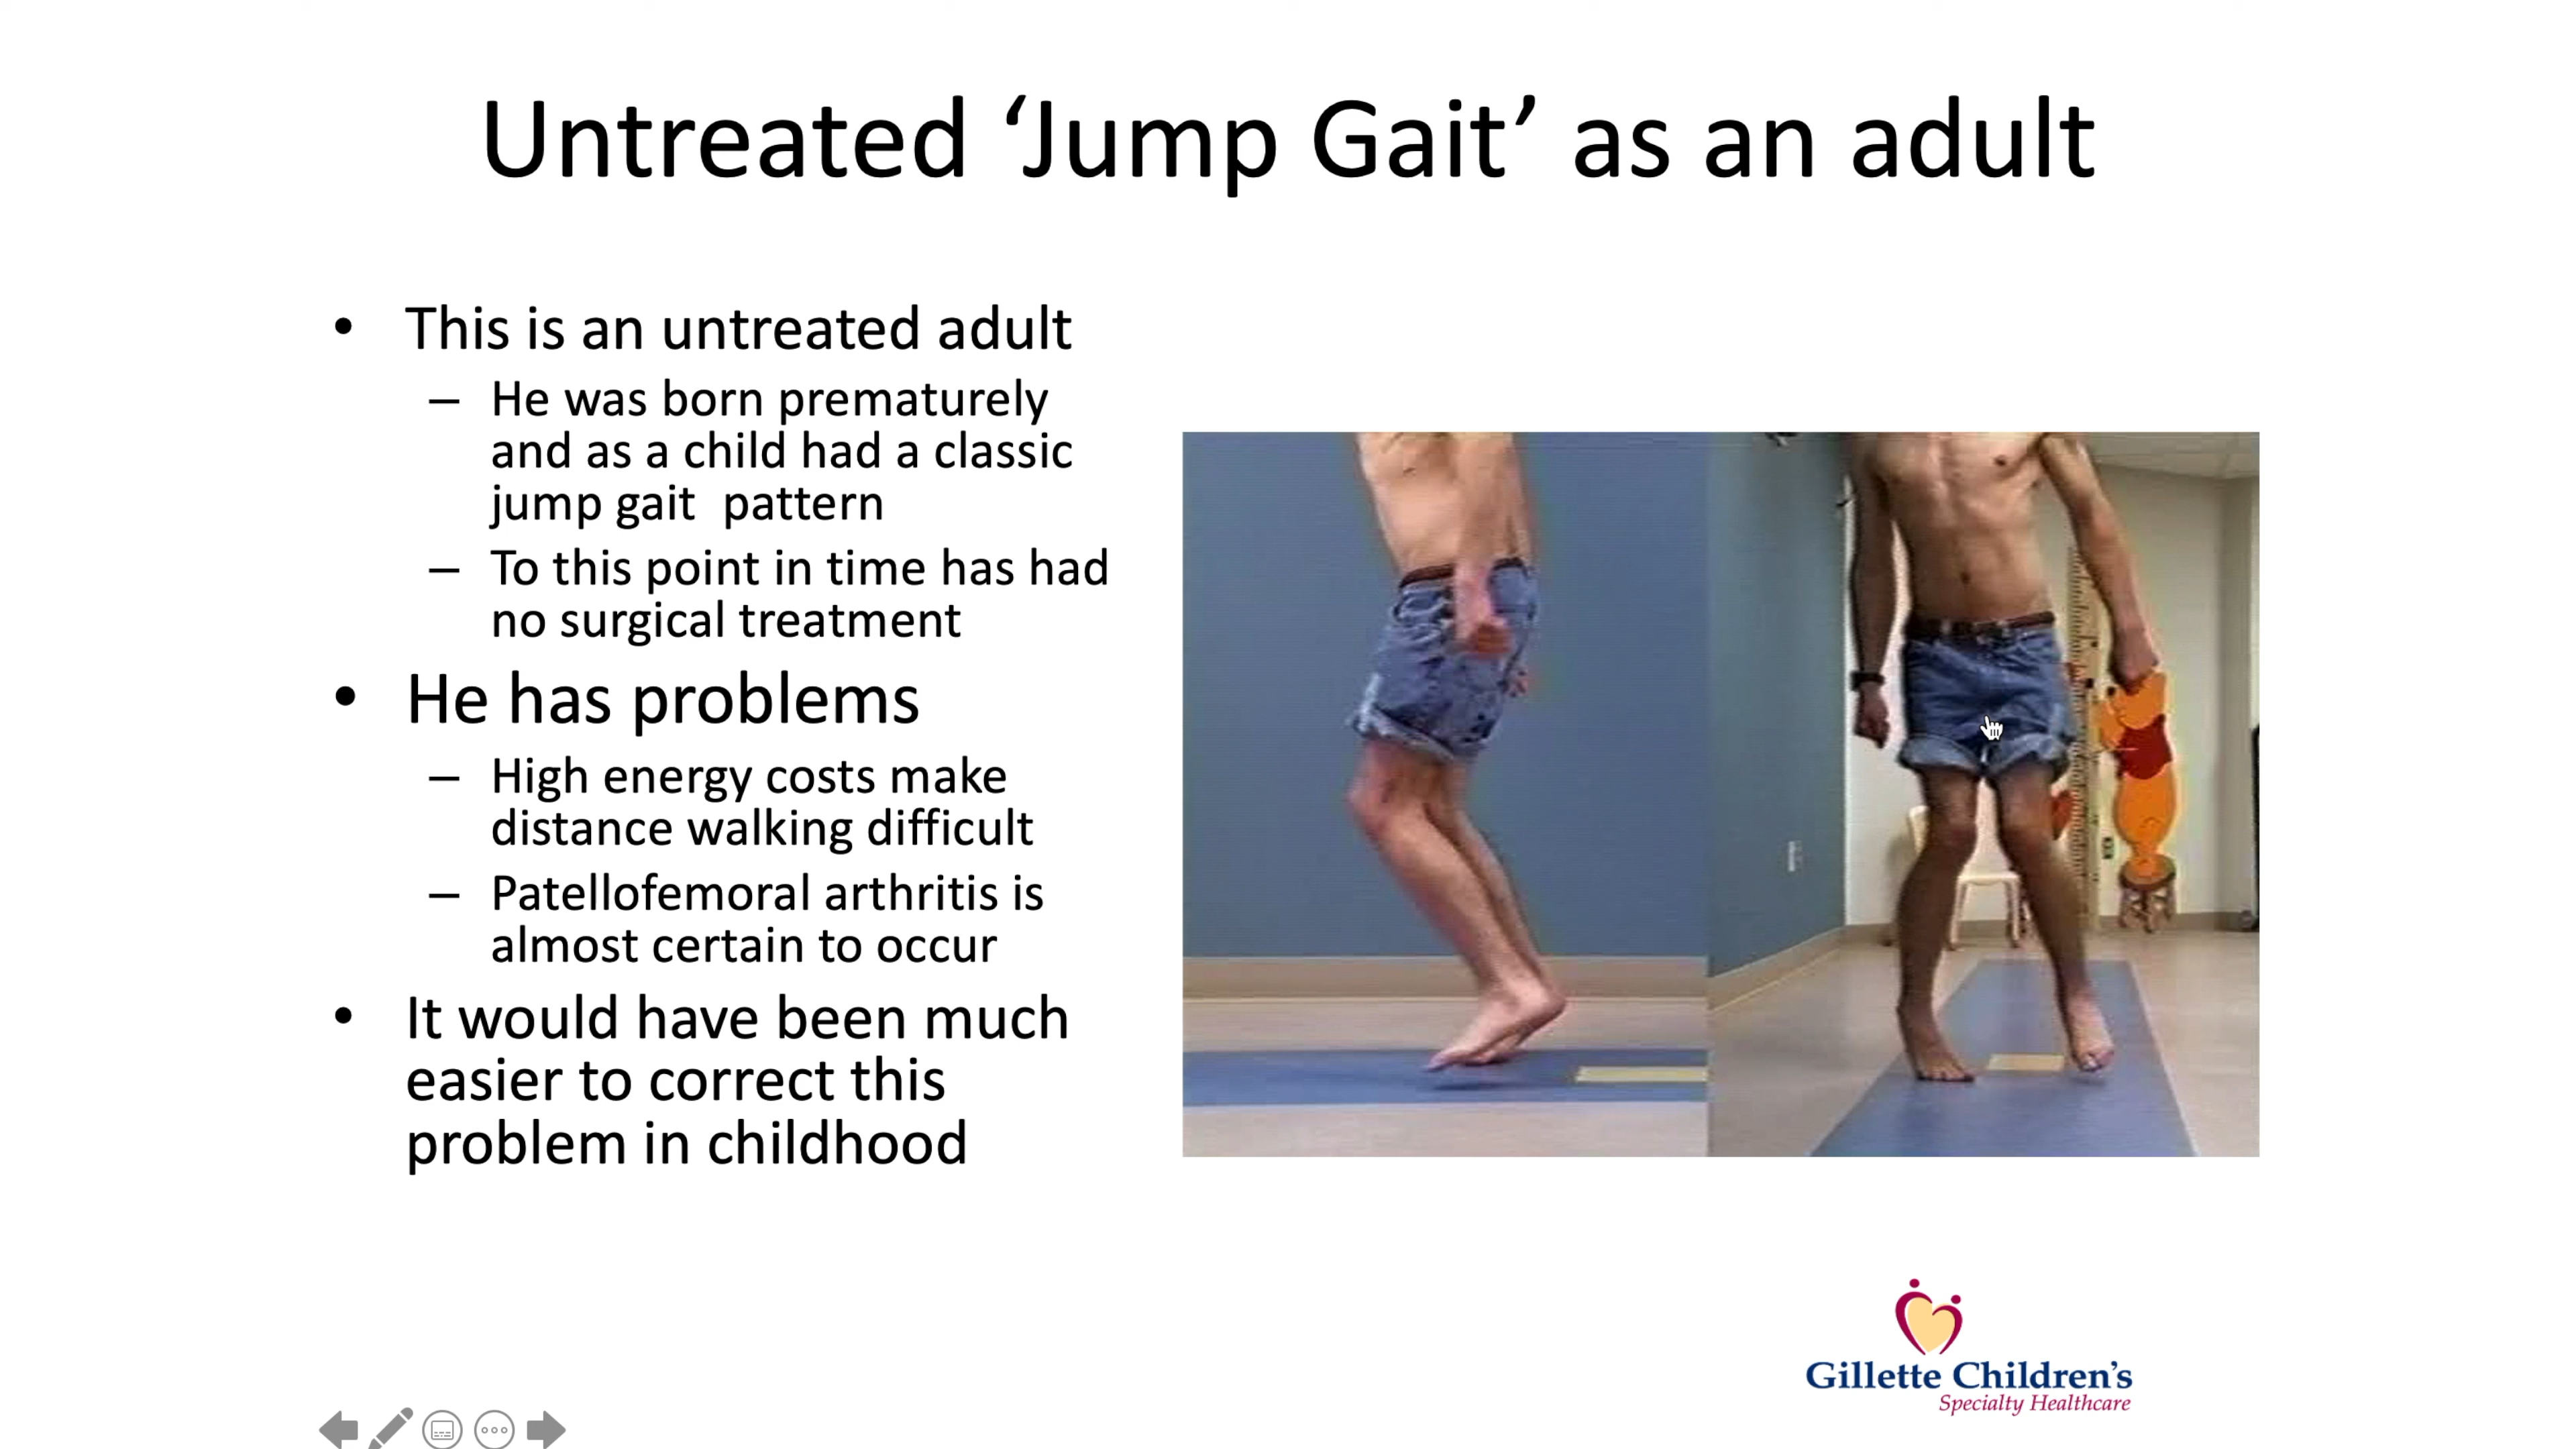 Untreated ‘Jump Gait’ as an adult
• This is an untreated adult
– He was born prematurely
and as a child had a classic
jump gait  pattern
– To this point in time has had
no surgical treatment
• He has problems
– High energy costs make
distance walking difficult
– Patellofemoral arthritis is
almost certain to occur
• It would have been much
easier to correct this
problem in childhood
Gillette Children's
Specialty Healthcare